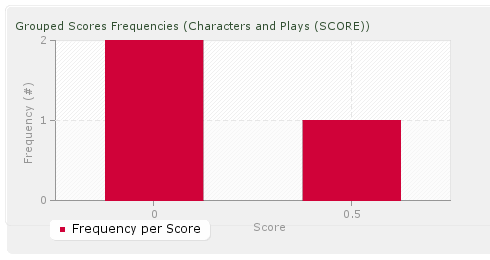 Grouped Scores Frequencies (Characters and Plays (SCORE))
2
1
0
Frequency (#)
0
0.5
Score
Frequency per Score